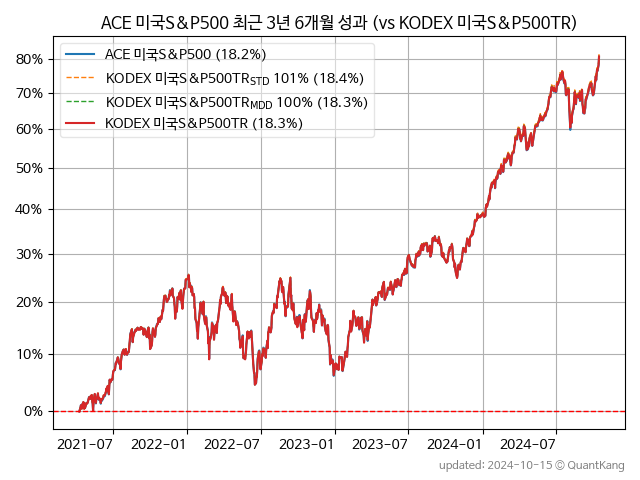 ACE 미국S&P500 최근 3년 6개월 성과 (vs KODEX 미국S&P500TR)
ACE 미국S&P500 (18.2%)
KODEX 미국S&P500TRSTD 101% (18.4%)
KODEX 미국S&P500TRMDD 100% (18.3%)
KODEX 미국S&P500TR (18.3%)
80%
70%
60%
50%
40%
30%
20%
10%
0%
2021-07 2022-01 2022-07 2023-01 2023-07 2024-01 2024-07
updated: 2024-10-15 © QuantKang